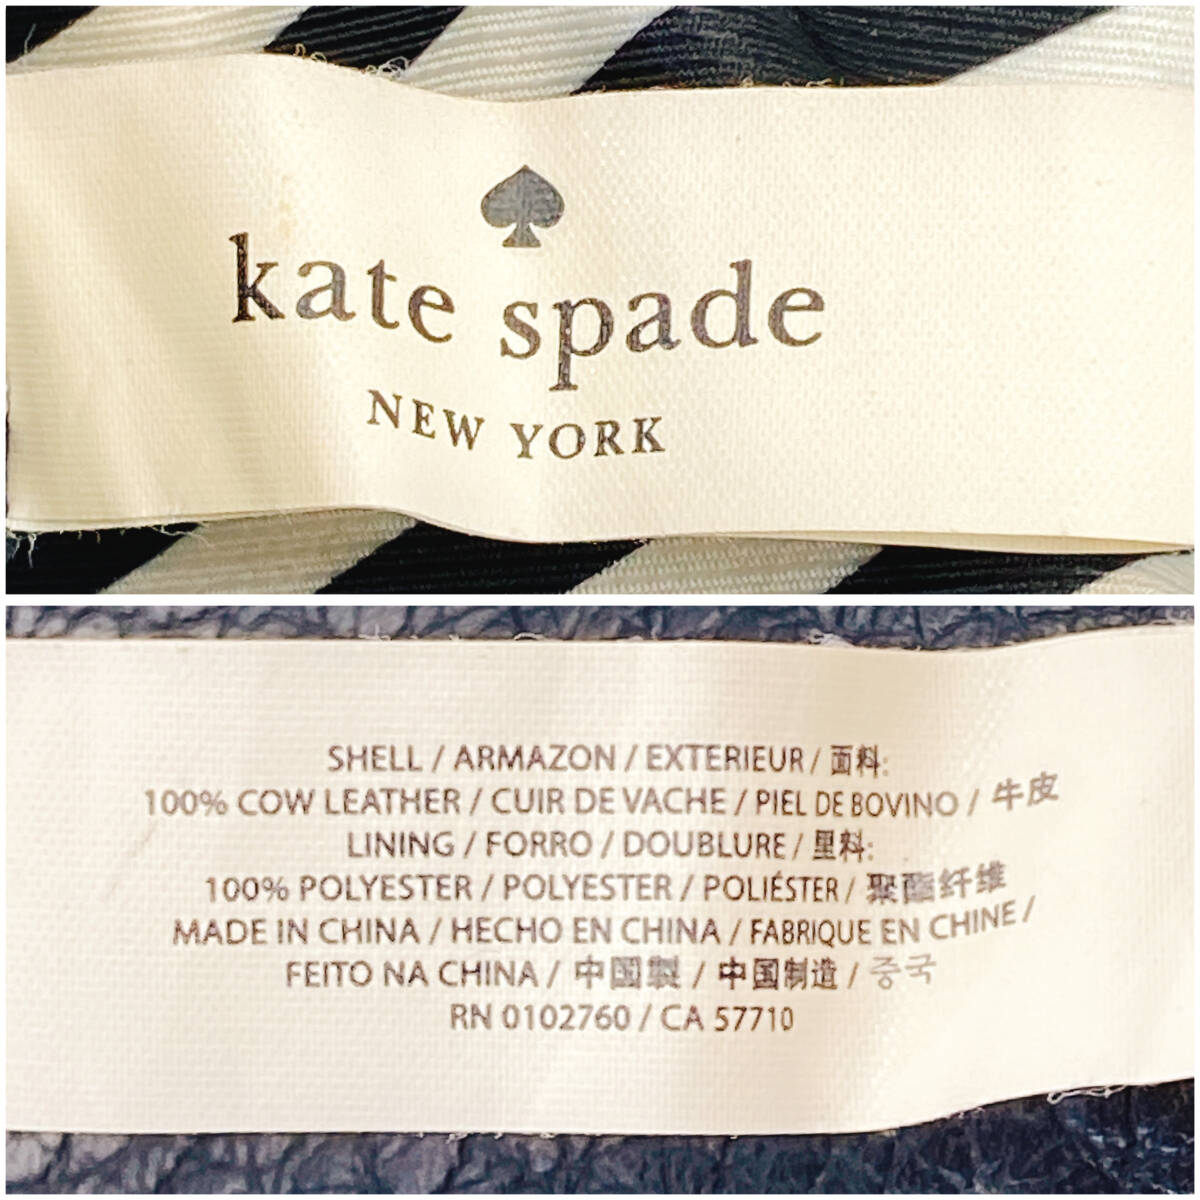 kate spade
NEW YORK
SHELL / ARMAZON / EXTERIEUR / 面料:
100% COW LEATHER / CUIR DE VACHE / PIEL DE BOVINO / 牛皮
LINING / FORRO / DOUBLURE / 里料:
100% POLYESTER / POLYESTER / POLIÉSTER / 聚酯纤维
MADE IN CHINA / HECHO EN CHINA / FABRIQUE EN CHINE /
FEITO NA CHINA / 中国製 / 中国制造 / 중국
RN 0102760 / CA 57710